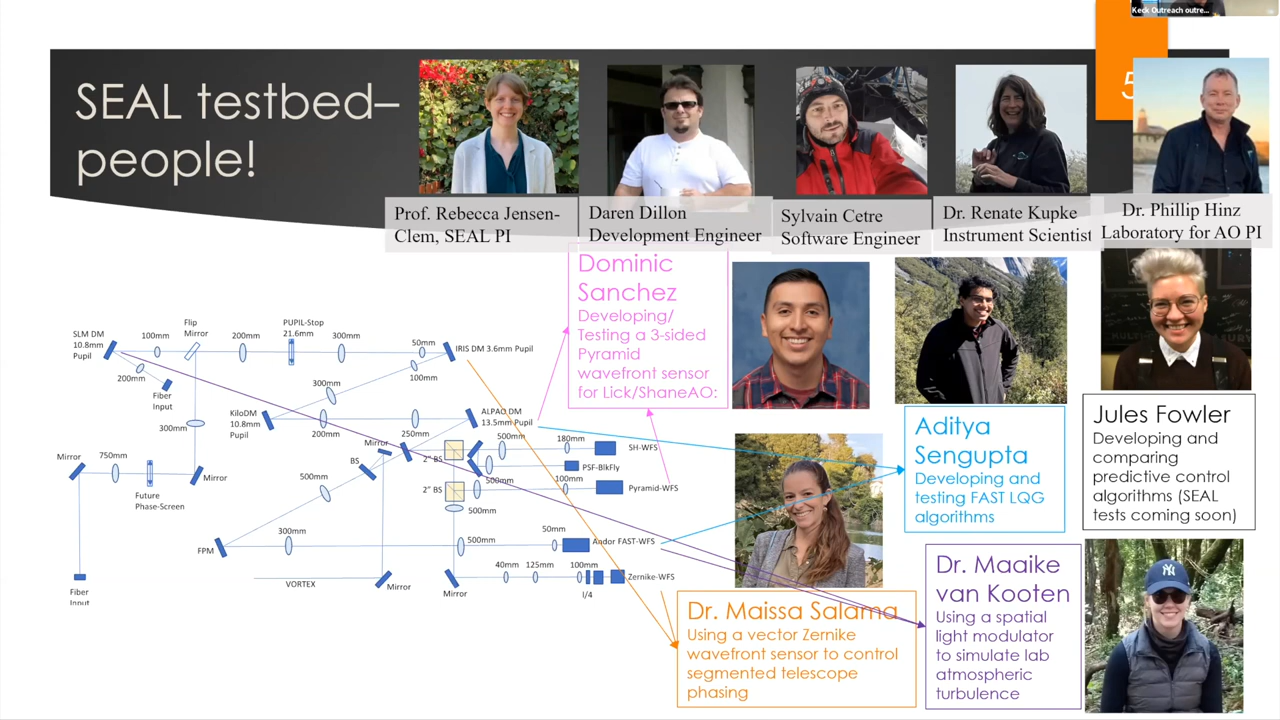 Keck Outreach outre...
5
SEAL testbed–
people!
Prof. Rebecca Jensen-
Clem, SEAL PI
Daren Dillon
Development Engineer
Sylvain Cetre
Software Engineer
Dr. Renate Kupke
Instrument Scientist
Dr. Phillip Hinz
Laboratory for AO PI
Dominic
Sanchez
Developing/
Testing a 3-sided
Pyramid
wavefront sensor
for Lick/ShaneAO:
Aditya
Sengupta
Developing and
testing FAST LQG
algorithms
Jules Fowler
Developing and
comparing
predictive control
algorithms (SEAL
tests coming soon)
Dr. Maissa Salama
Using a vector Zernike
wavefront sensor to control
segmented telescope
phasing
Dr. Maaike
van Kooten
Using a spatial
light modulator
to simulate lab
atmospheric
turbulence
SLM DM
10.8mm
Pupil
100mm
Flip
Mirror
200mm
PUPIL-Stop
21.6mm
300mm
50mm
IRIS DM 3.6mm Pupil
200mm
Fiber
Input
100mm
300mm
KiloDM
10.8mm
Pupil
200mm
250mm
ALPAO DM
13.5mm Pupil
300mm
Mirror
750mm
Mirror
Future
Phase-Screen
Mirror
BS
2" BS
500mm
180mm
SH-WFS
PSF-BlkFly
500mm
100mm
Pyramid-WFS
2" BS
500mm
500mm
FPM
300mm
500mm
50mm
Andor FAST-WFS
VORTEX
Mirror
Mirror
40mm
125mm
100mm
l/4
Zernike-WFS
Fiber
Input